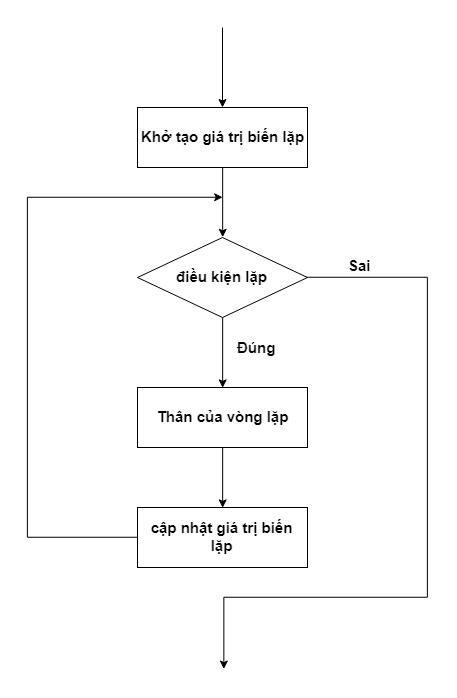 Khở tạo giá trị biến lặp
điều kiện lặp
Sai
Đúng
Thân của vòng lặp
cập nhật giá trị biến
lặp